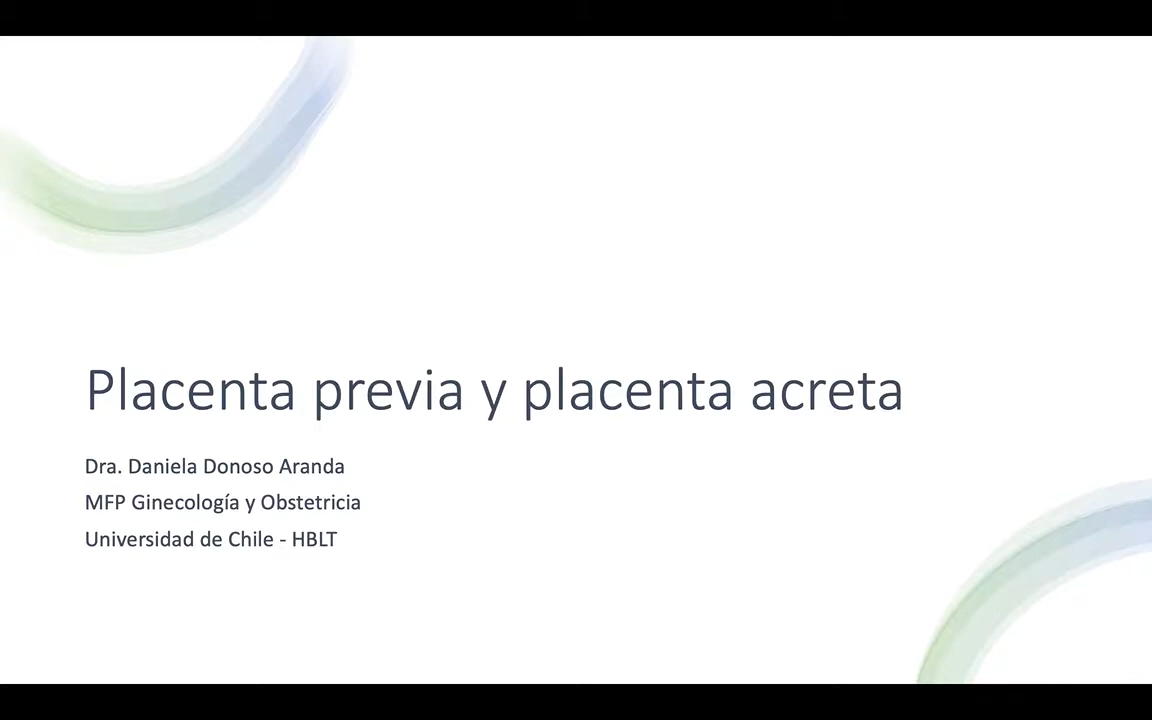 Placenta previa y placenta acreta
Dra. Daniela Donoso Aranda
MFP Ginecología y Obstetricia
Universidad de Chile - HBLT